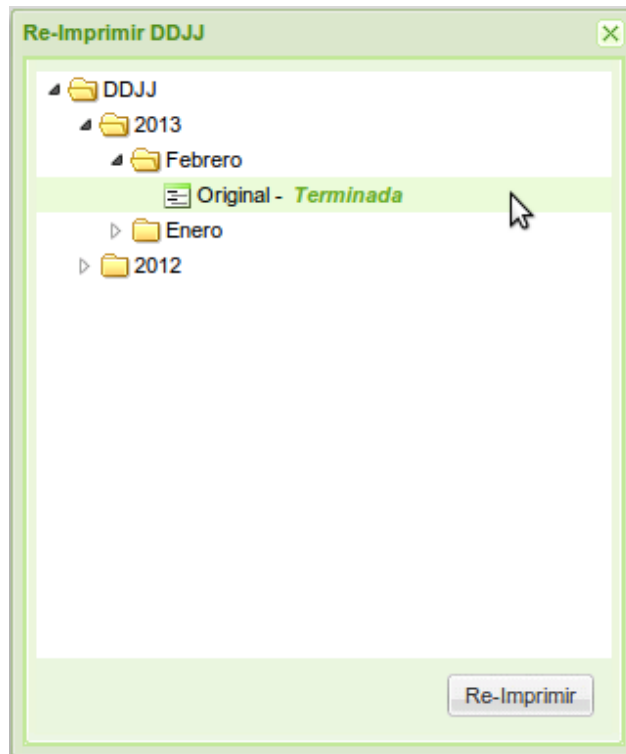 Re-Imprimir DDJJ
DDJJ
2013
Febrero
Original - Terminada
Enero
2012
Re-Imprimir